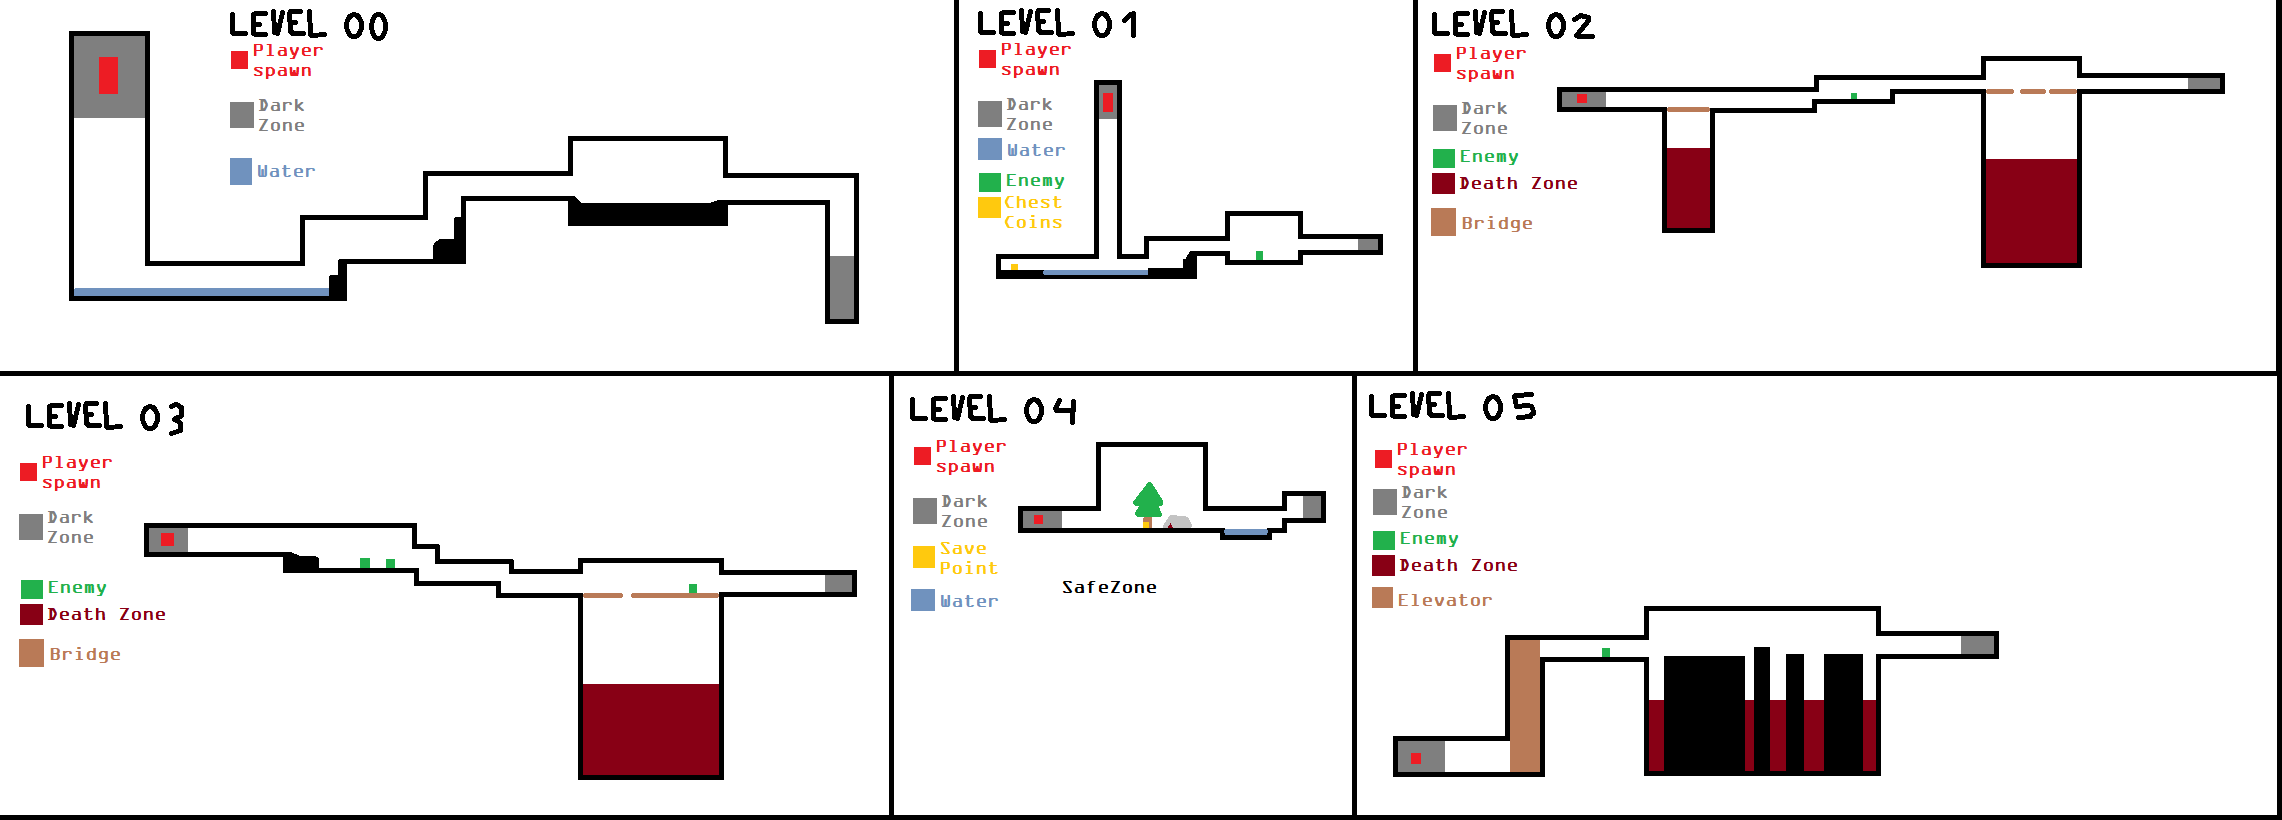 LEVEL 00
Player
spawn
Dark
Zone
Water
LEVEL 01
Player
spawn
Dark
Zone
Water
Enemy
Chest
Coins
LEVEL 02
Player
spawn
Dark
Zone
Enemy
Death Zone
Bridge
LEVEL 03
Player
spawn
Dark
Zone
Enemy
Death Zone
Bridge
LEVEL 04
Player
spawn
Dark
Zone
Save
Point
Water
SafeZone
LEVEL 05
Player
spawn
Dark
Zone
Enemy
Death Zone
Elevator